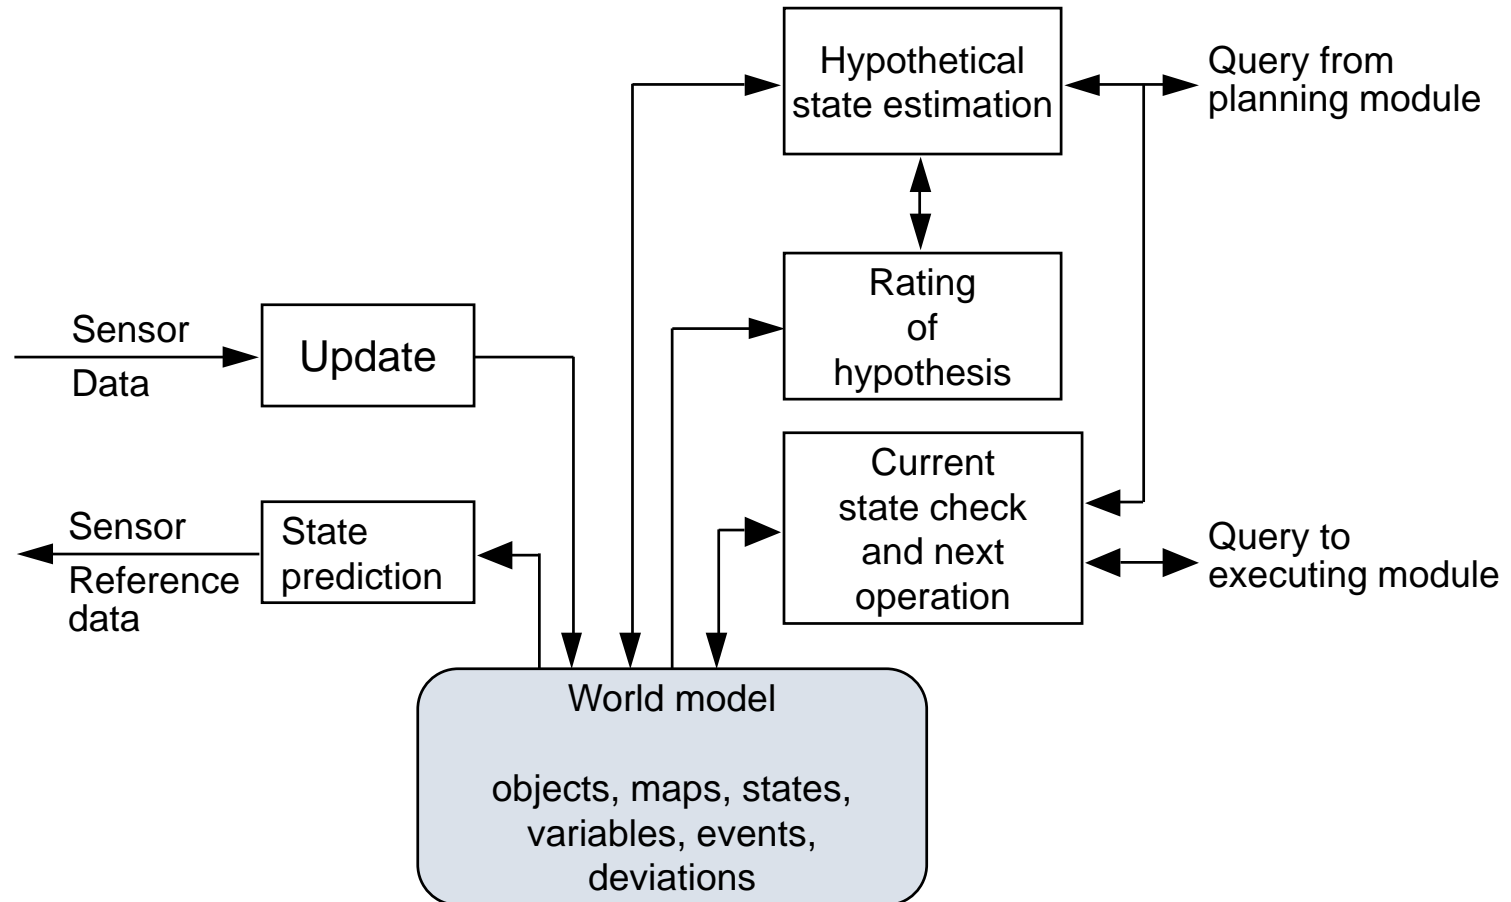 Hypothetical
state estimation
Query from
planning module
Rating
of
hypothesis
Sensor
Data
Update
Current
state check
and next
operation
Sensor
Reference
data
State
prediction
Query to
executing module
World model
objects, maps, states,
variables, events,
deviations